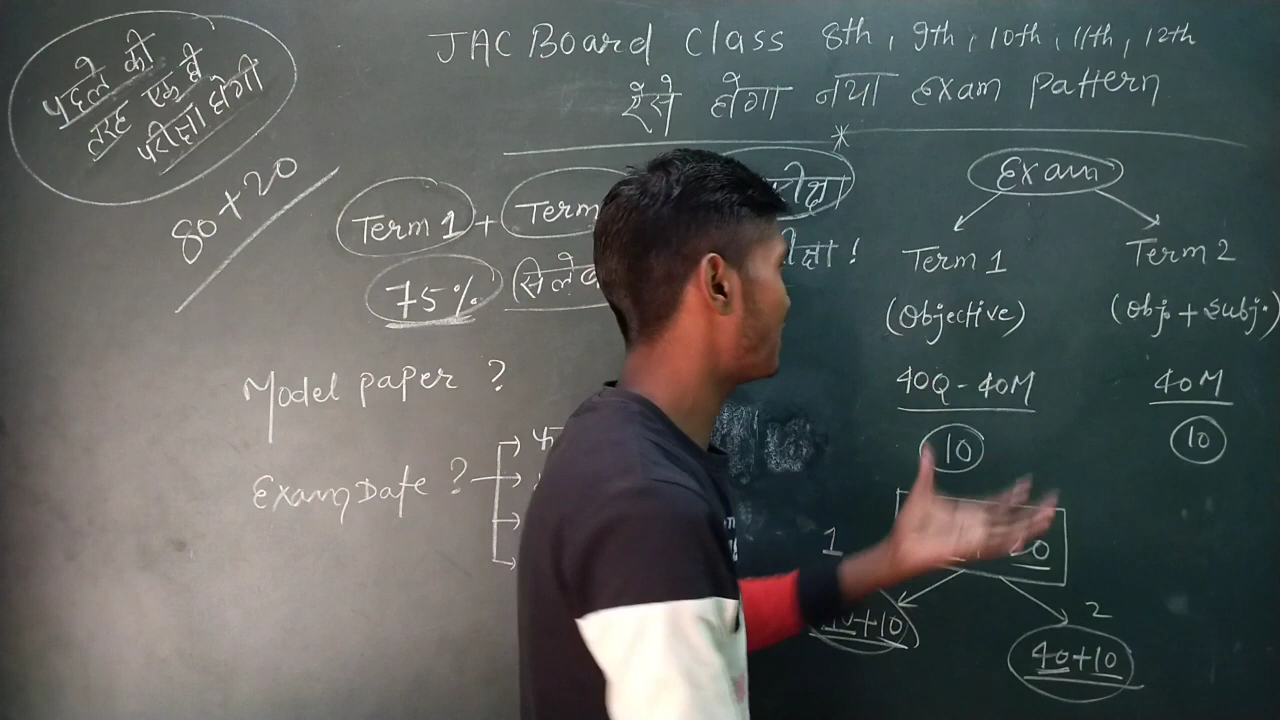 JAC Board Class 8th, 9th, 10th, 11th, 12th
ऐसे होगा नया Exam Pattern
पहले की
तरह एक ही
परीक्षा होगी
80+20
Term 1 + Term
75%
Model paper ?
Exam Date ?
Exam
Term 1
(Objective)
40Q - 40M
10
Term 2
(Obj. + Subj.)
40M
10
1
+10
2
40+10